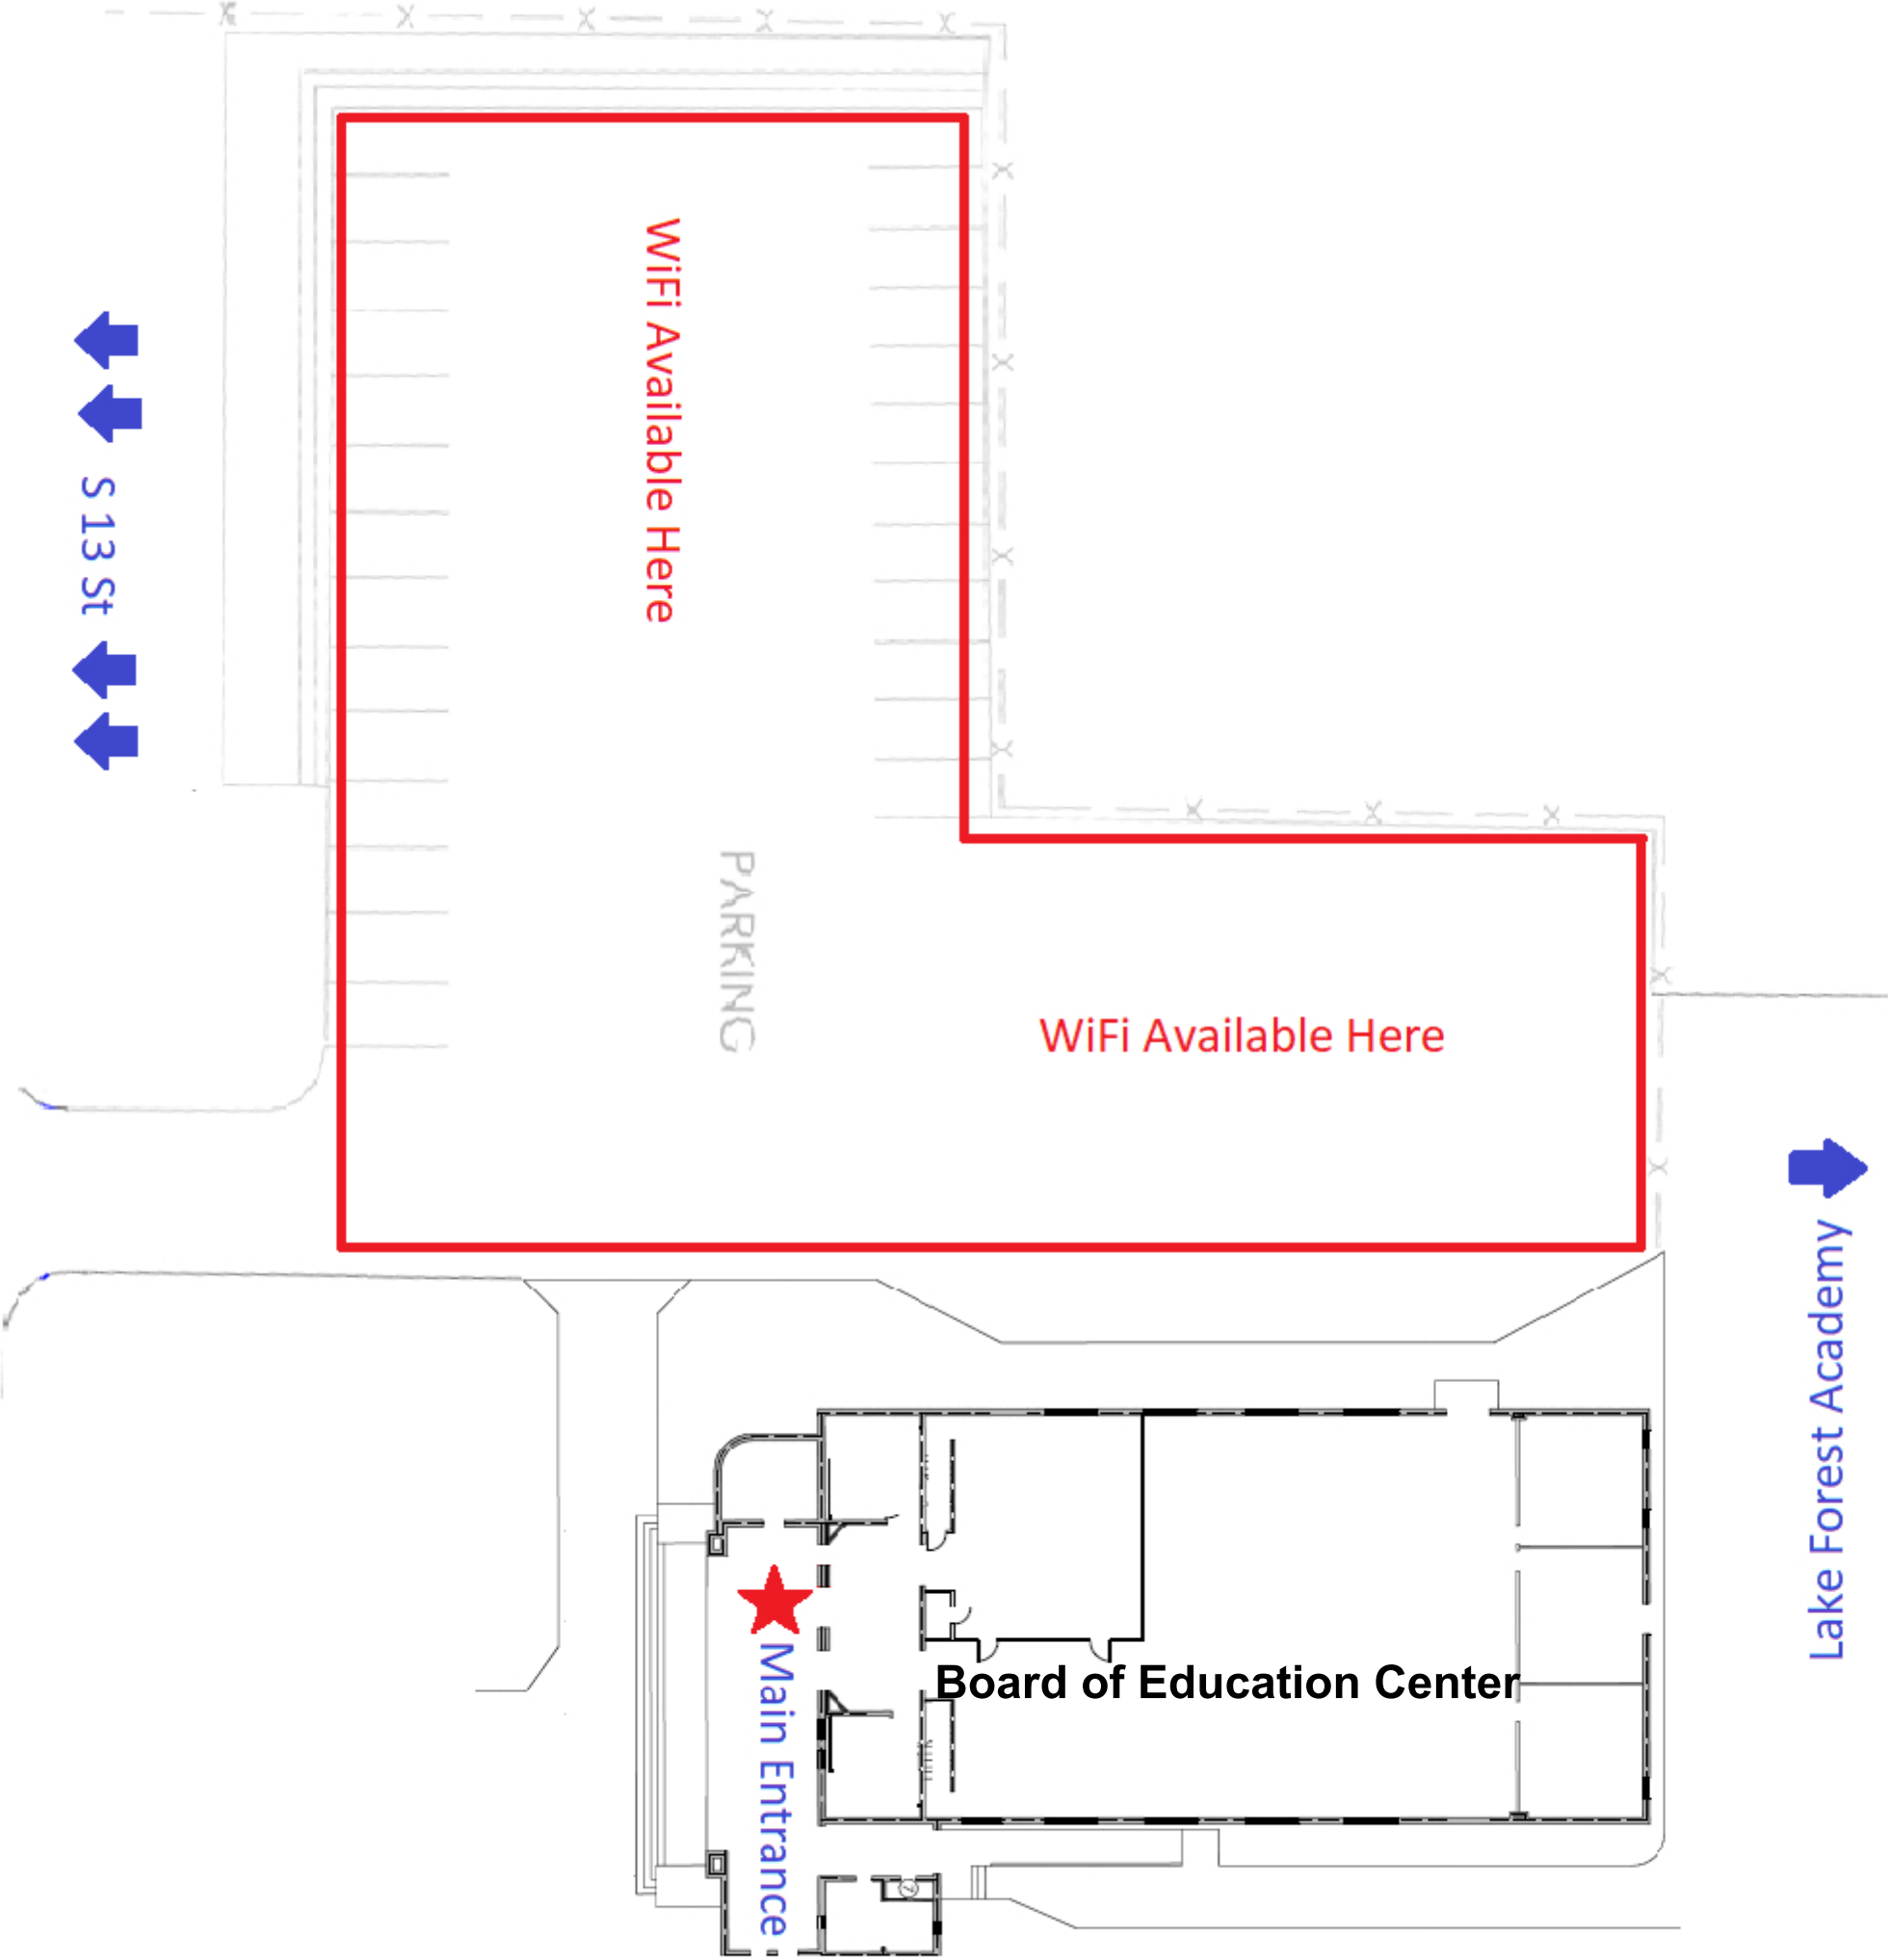 WiFi Available Here
S 13 St
PARKING
WiFi Available Here
Lake Forest Academy
Board of Education Center
Main Entrance